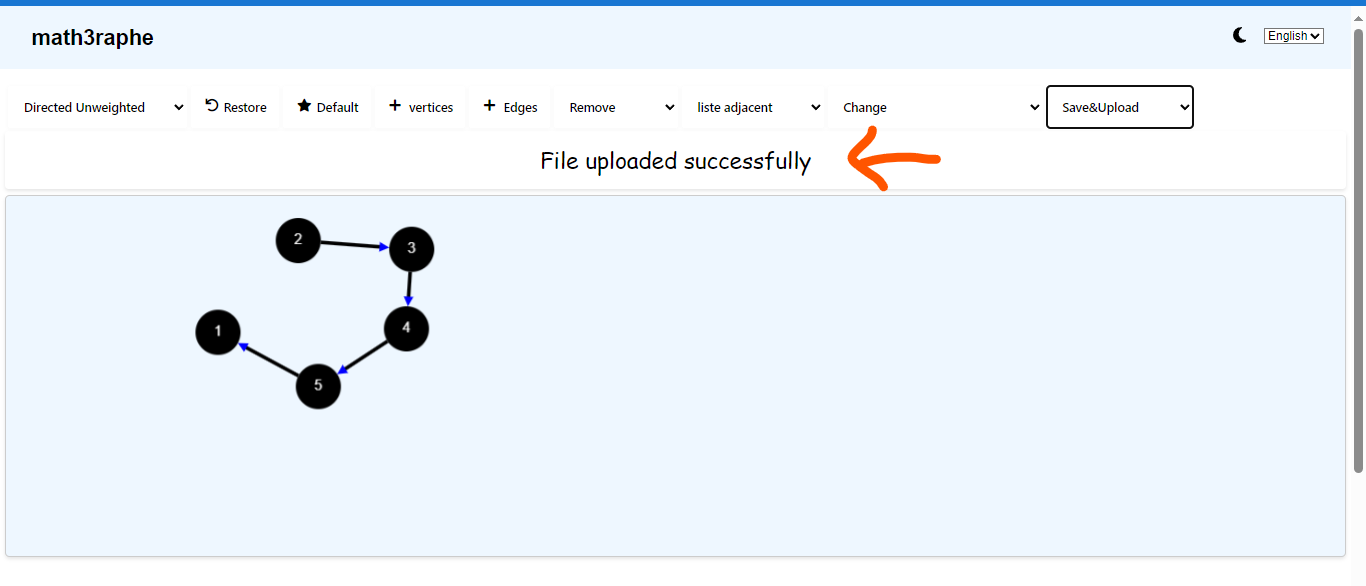 math3raphe
English
Directed Unweighted Restore Default + vertices + Edges Remove liste adjacent Change Save&Upload
File uploaded successfully
2
3
1
4
5